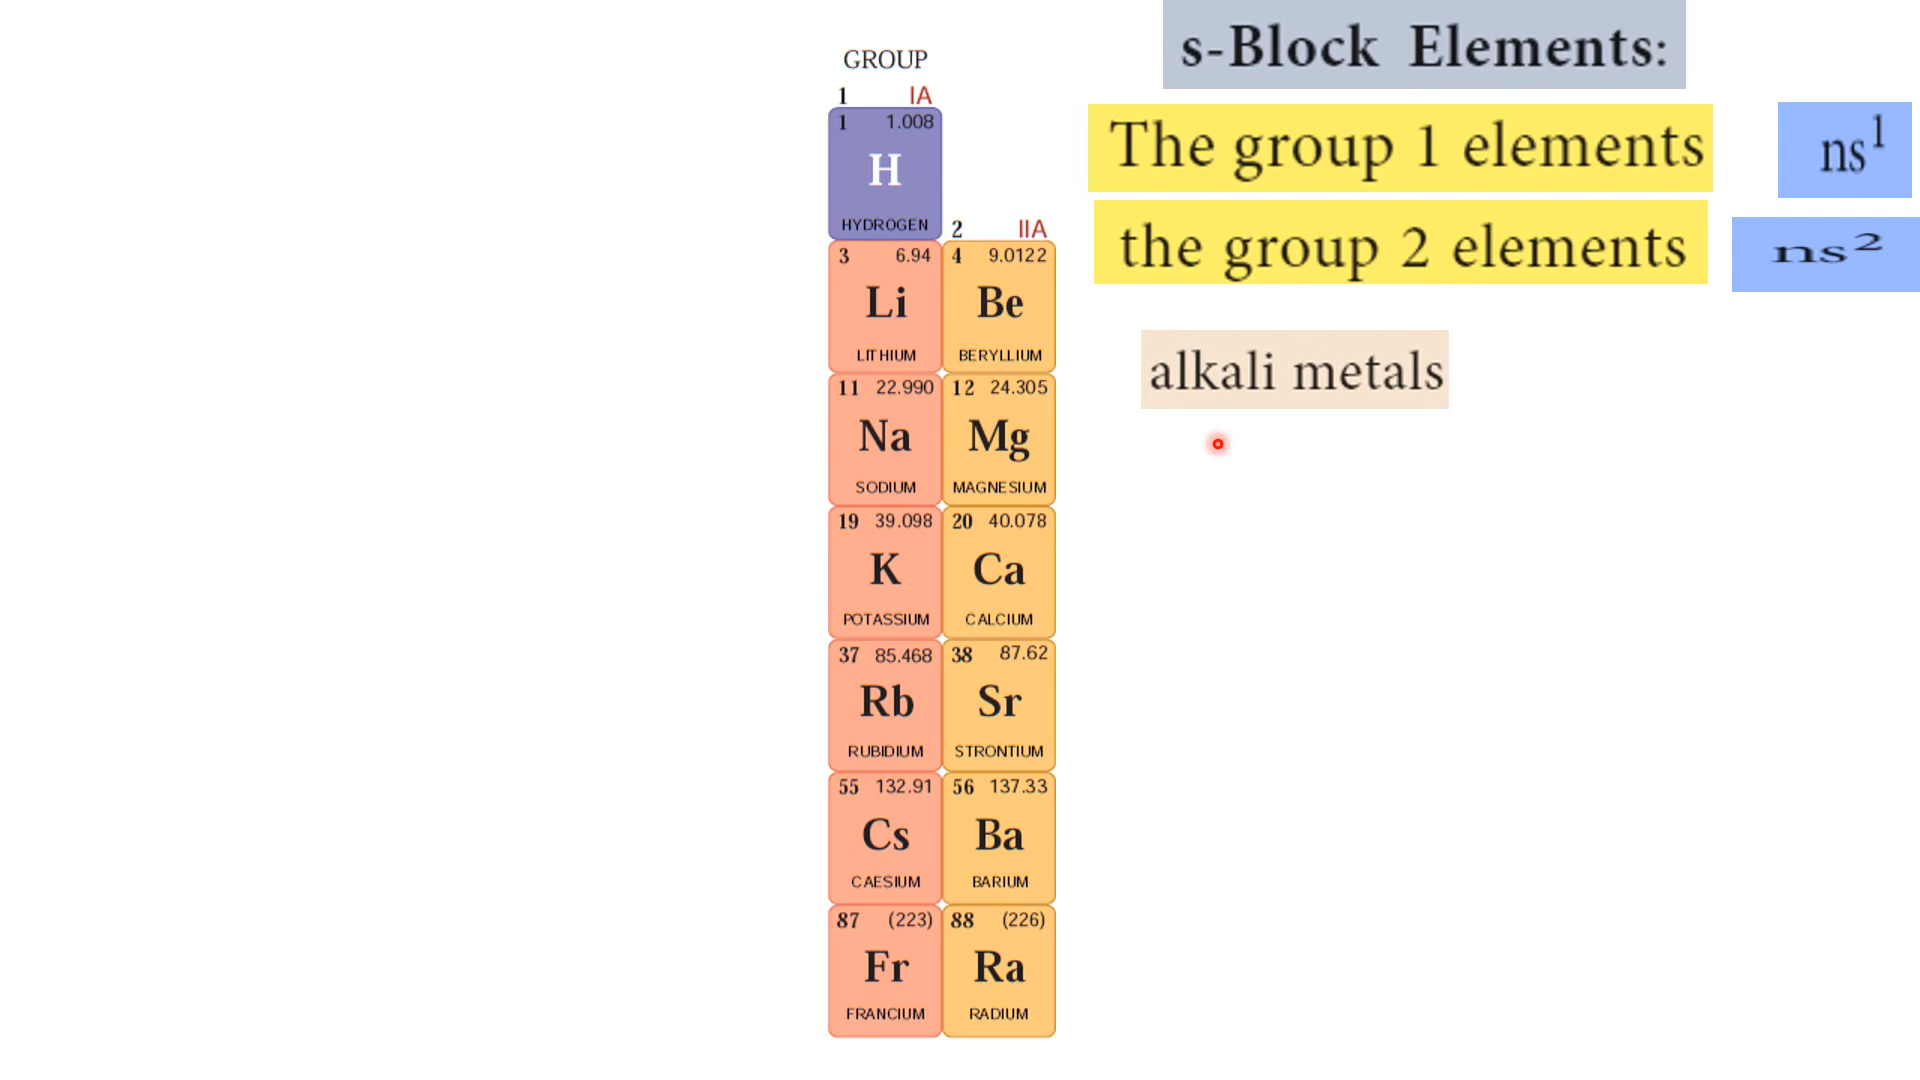 GROUP
1 IA
1 1.008
H
HYDROGEN
2 IIA
3 6.94
Li
LITHIUM
4 9.0122
Be
BERYLLIUM
11 22.990
Na
SODIUM
12 24.305
Mg
MAGNESIUM
19 39.098
K
POTASSIUM
20 40.078
Ca
CALCIUM
37 85.468
Rb
RUBIDIUM
38 87.62
Sr
STRONTIUM
55 132.91
Cs
CAESIUM
56 137.33
Ba
BARIUM
87 (223)
Fr
FRANCIUM
88 (226)
Ra
RADIUM
s-Block Elements:
The group 1 elements ns¹
the group 2 elements ns²
alkali metals